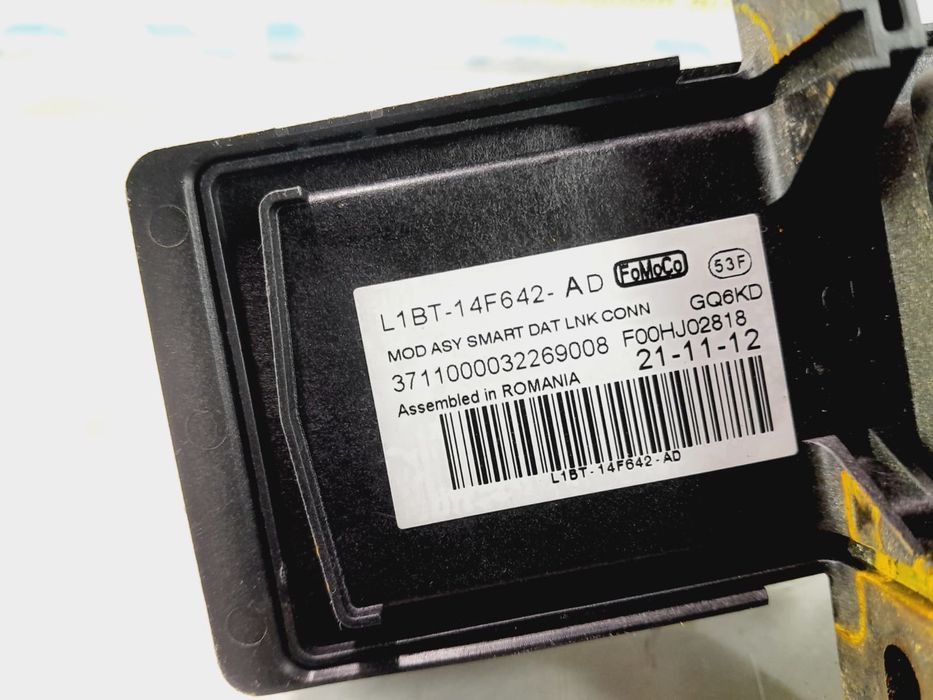 L1BT-14F642-AD FoMoCo 53F
MOD ASY SMART DAT LNK CONN GQ6KD
3711000032269008 F00HJ02818
Assembled in ROMANIA 21-11-12
L1BT-14F642-AD